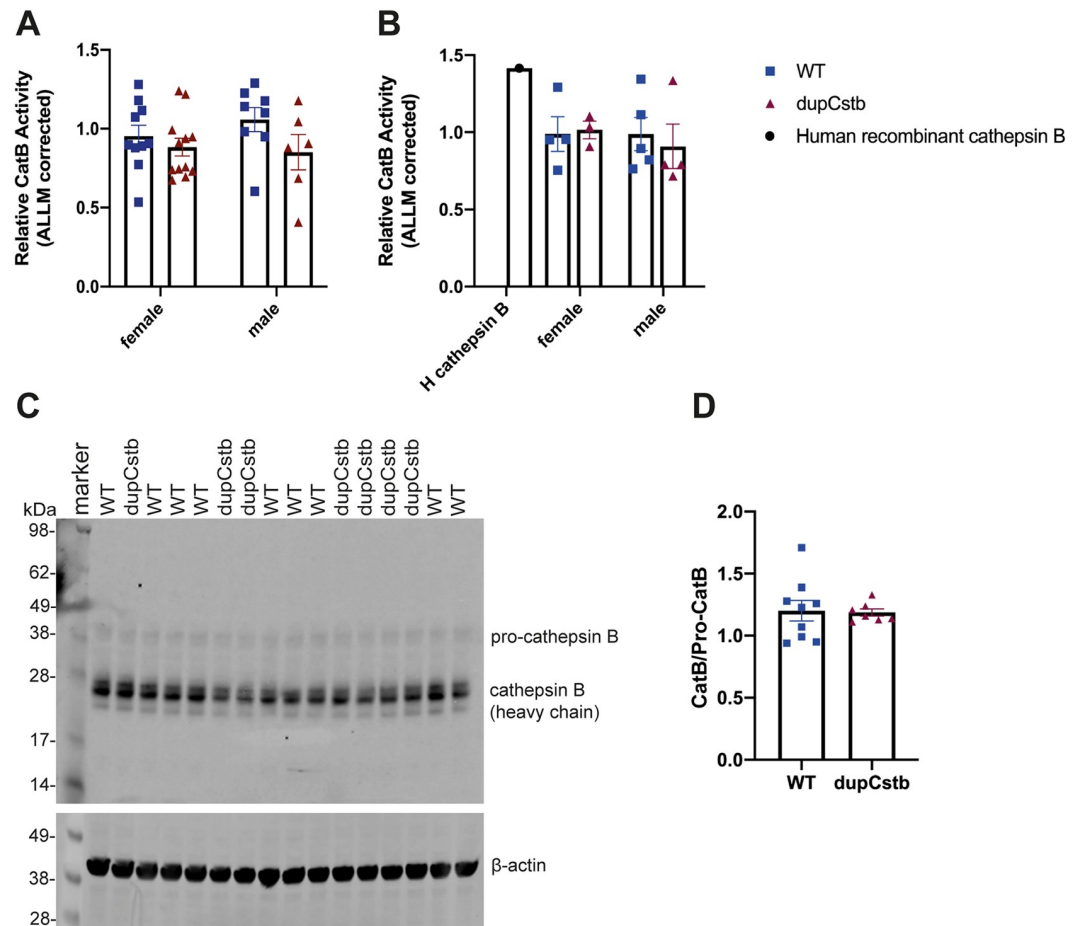 A
Relative CatB Activity
(ALLM corrected)
1.5
1.0
0.5
0.0
female
male
B
Relative CatB Activity
(ALLM corrected)
1.5
1.0
0.5
0.0
H cathepsin B
female
male
WT
dupCstb
Human recombinant cathepsin B
C
kDa
marker
WT
dupCstb
WT
WT
WT
dupCstb
dupCstb
WT
WT
WT
dupCstb
dupCstb
dupCstb
dupCstb
WT
WT
98-
62-
49-
38-
28-
17-
14-
pro-cathepsin B
cathepsin B
(heavy chain)
49-
38-
28-
β-actin
D
CatB/Pro-CatB
2.0
1.5
1.0
0.5
0.0
WT
dupCstb